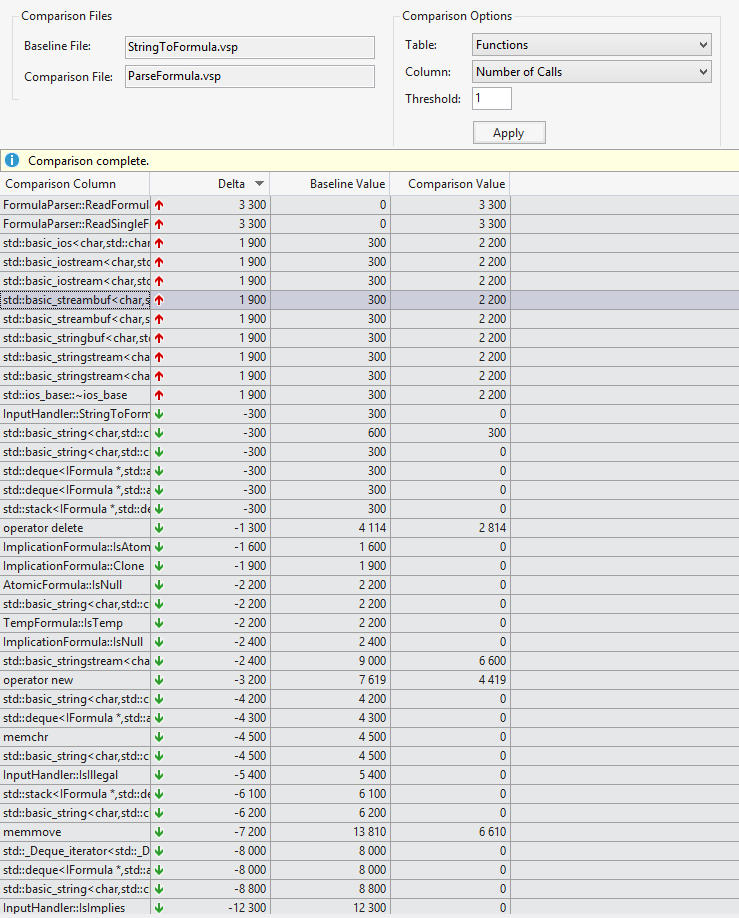 Comparison Files
Baseline File: StringToFormula.vsp
Comparison File: ParseFormula.vsp
Comparison Options
Table: Functions
Column: Number of Calls
Threshold: 1
Apply
Comparison complete.
Comparison Column Delta Baseline Value Comparison Value
FormulaParser::ReadFormul 3 300 0 3 300
FormulaParser::ReadSingleF 3 300 0 3 300
std::basic_ios<char,std::char 1 900 300 2 200
std::basic_iostream<char,std 1 900 300 2 200
std::basic_iostream<char,std 1 900 300 2 200
std::basic_streambuf<char,s 1 900 300 2 200
std::basic_streambuf<char,s 1 900 300 2 200
std::basic_stringbuf<char,st 1 900 300 2 200
std::basic_stringstream<cha 1 900 300 2 200
std::basic_stringstream<cha 1 900 300 2 200
std::ios_base::~ios_base 1 900 300 2 200
InputHandler::StringToForm -300 300 0
std::basic_string<char,std::c -300 600 300
std::basic_string<char,std::c -300 300 0
std::deque<IFormula *,std::a -300 300 0
std::deque<IFormula *,std::a -300 300 0
std::stack<IFormula *,std::de -300 300 0
operator delete -1 300 4 114 2 814
ImplicationFormula::IsAtom -1 600 1 600 0
ImplicationFormula::Clone -1 900 1 900 0
AtomicFormula::IsNull -2 200 2 200 0
std::basic_string<char,std::c -2 200 2 200 0
TempFormula::IsTemp -2 200 2 200 0
ImplicationFormula::IsNull -2 400 2 400 0
std::basic_stringstream<cha -2 400 9 000 6 600
operator new -3 200 7 619 4 419
std::basic_string<char,std::c -4 200 4 200 0
std::deque<IFormula *,std::a -4 300 4 300 0
memchr -4 500 4 500 0
std::basic_string<char,std::c -4 500 4 500 0
InputHandler::IsIllegal -5 400 5 400 0
std::stack<IFormula *,std::de -6 100 6 100 0
std::basic_string<char,std::c -6 200 6 200 0
memmove -7 200 13 810 6 610
std::_Deque_iterator<std::_D -8 000 8 000 0
std::deque<IFormula *,std::a -8 000 8 000 0
std::basic_string<char,std::c -8 800 8 800 0
InputHandler::IsImplies -12 300 12 300 0